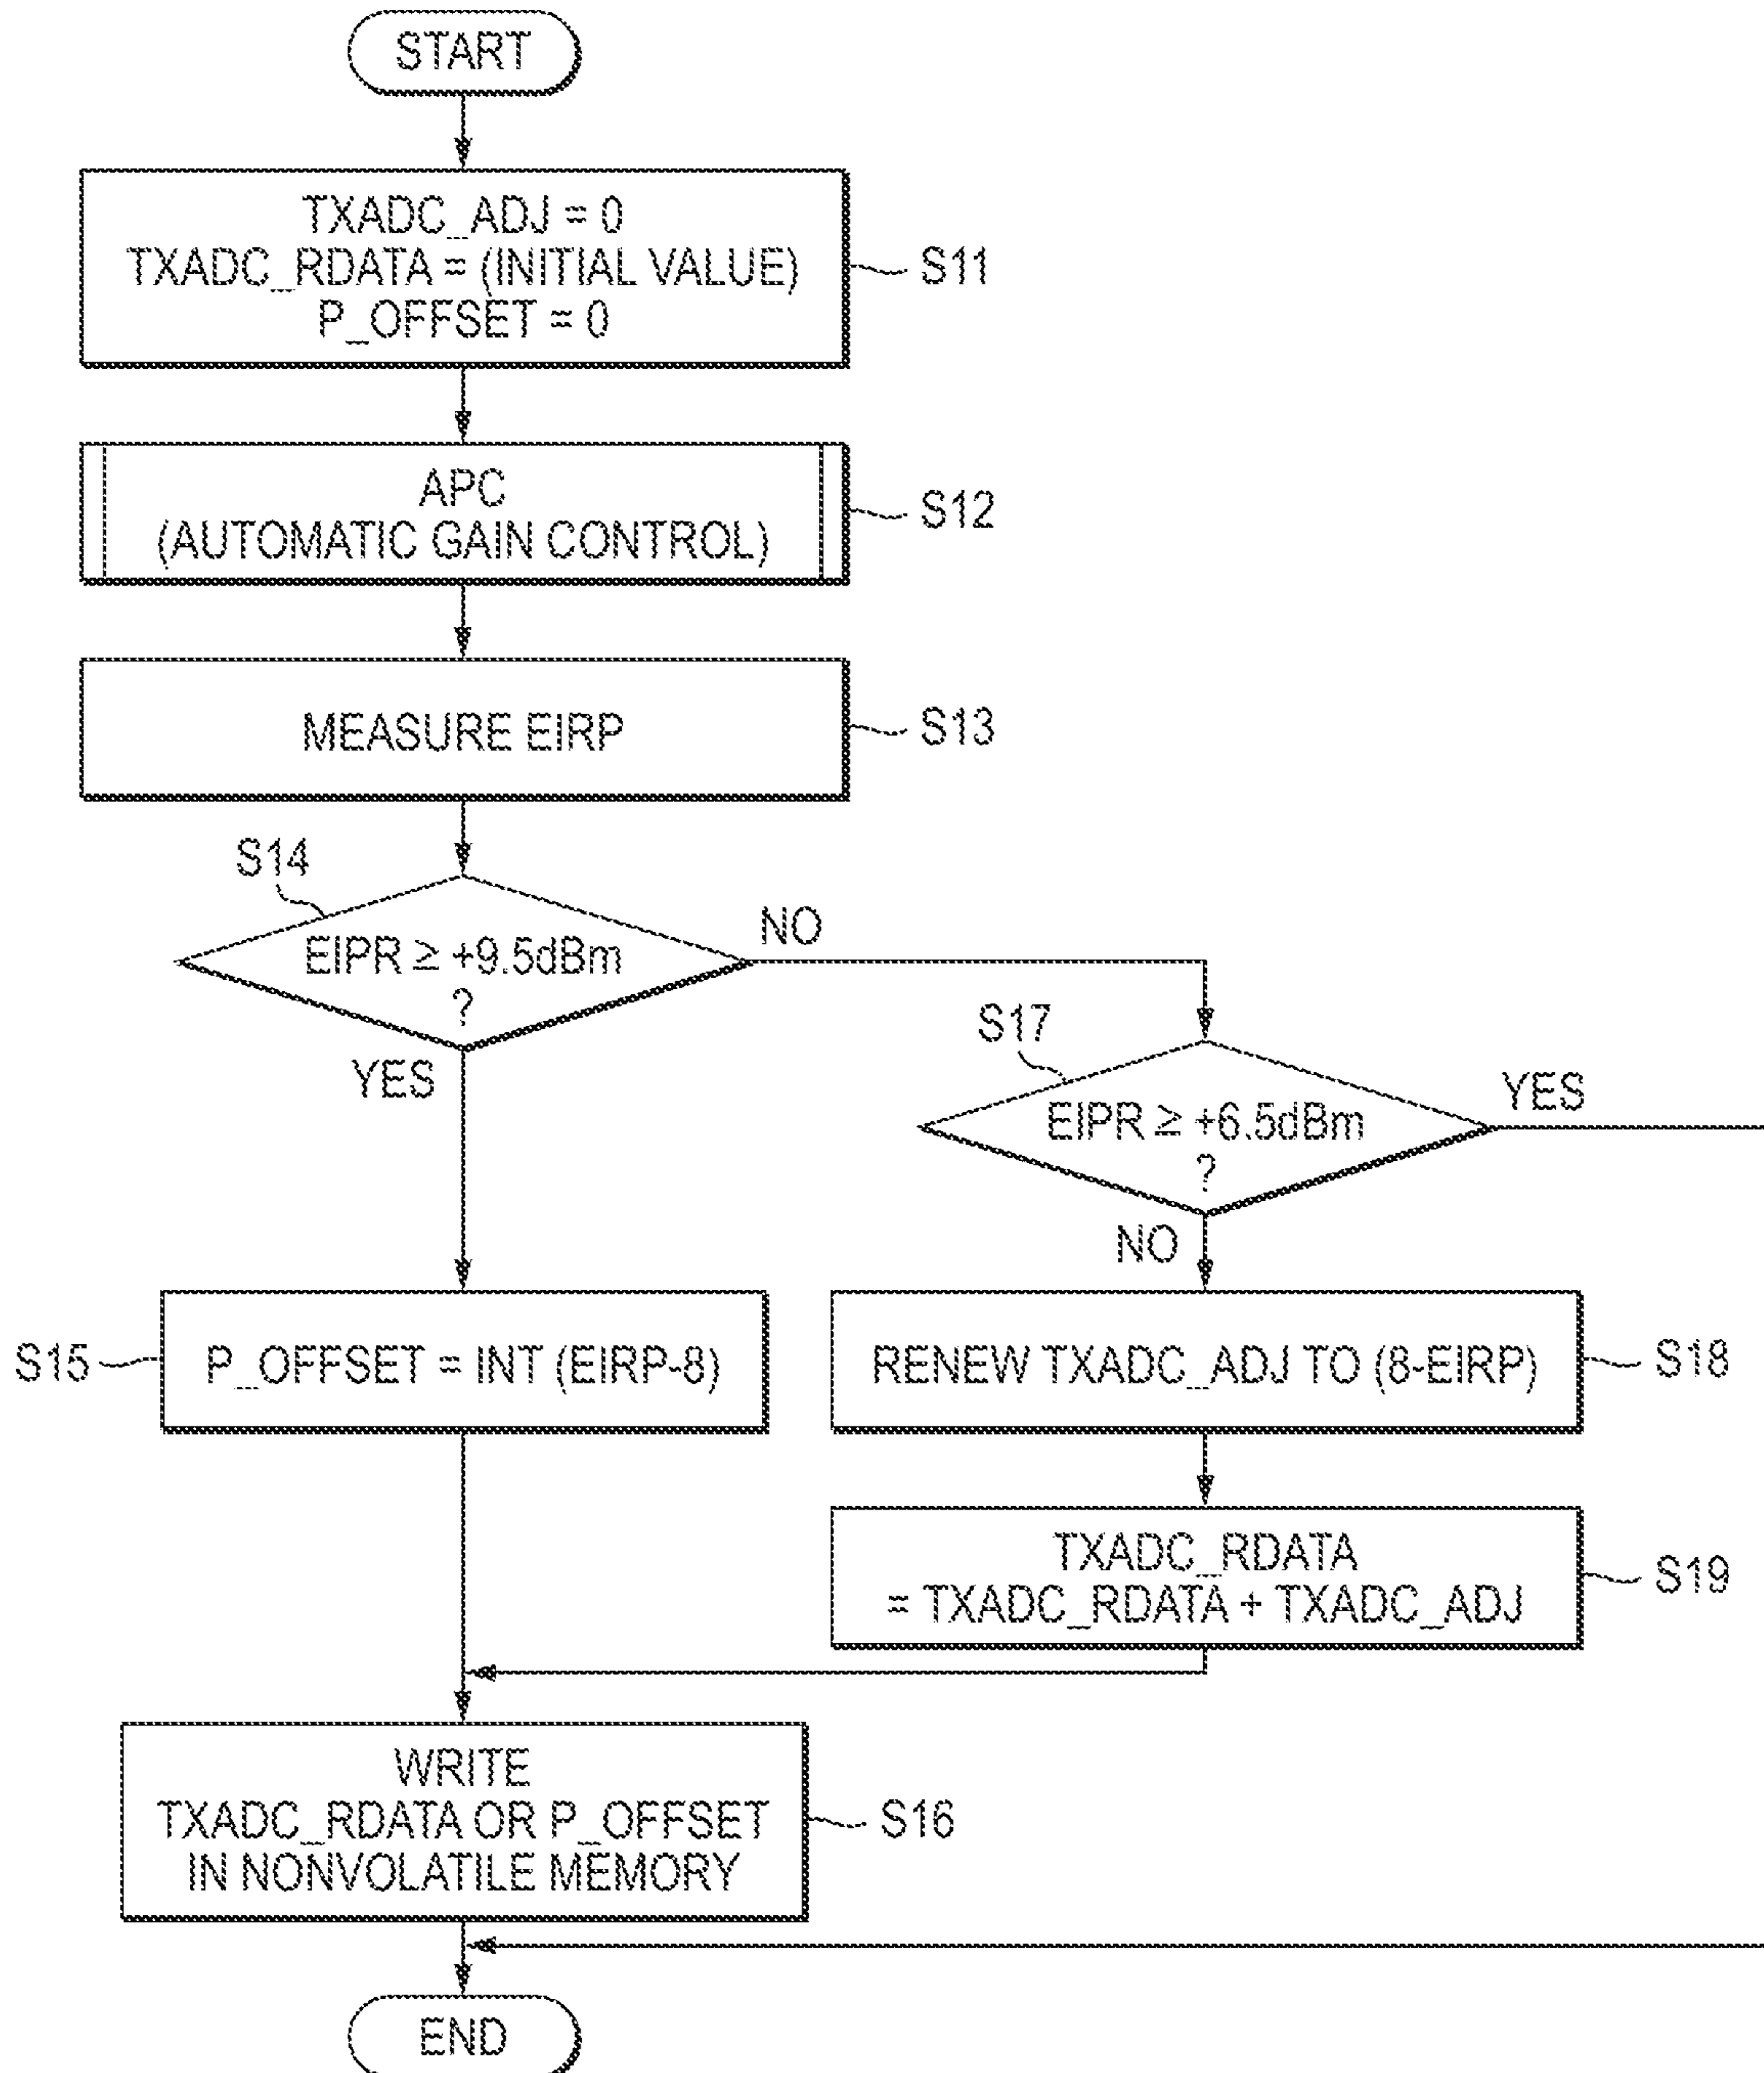 START
TXADC_ADJ = 0
TXADC_RDATA = (INITIAL VALUE)
P_OFFSET = 0
S11
APC
(AUTOMATIC GAIN CONTROL)
S12
MEASURE EIRP
S13
S14
EIPR ≥ +9.5dBm
?
NO
YES
S17
EIPR ≥ +6.5dBm
?
YES
NO
S15
P_OFFSET = INT (EIRP-8)
RENEW TXADC_ADJ TO (8-EIRP)
S18
TXADC_RDATA
= TXADC_RDATA + TXADC_ADJ
S19
WRITE
TXADC_RDATA OR P_OFFSET
IN NONVOLATILE MEMORY
S16
END